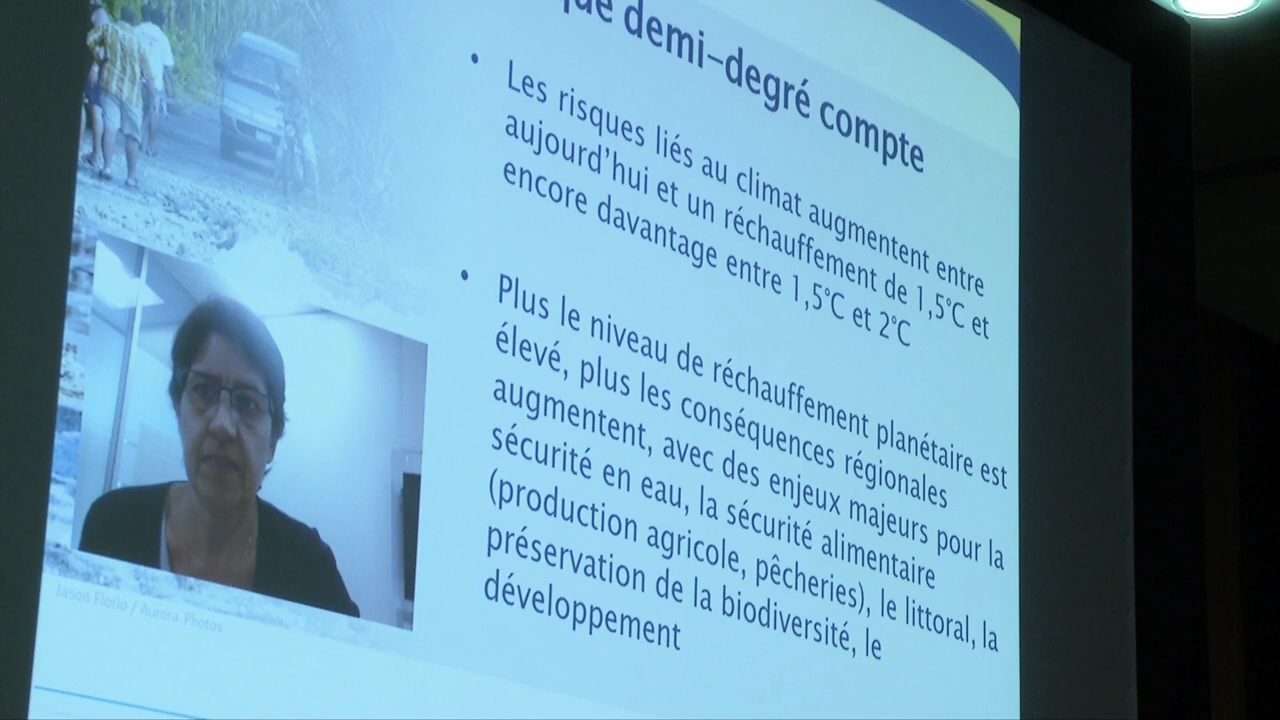 demi-degré compte
• Les risques liés au climat augmentent entre
aujourd'hui et un réchauffement de 1,5°C et
encore davantage entre 1,5°C et 2°C
• Plus le niveau de réchauffement planétaire est
élevé, plus les conséquences régionales
augmentent, avec des enjeux majeurs pour la
sécurité en eau, la sécurité alimentaire
(production agricole, pêcheries), le littoral, la
préservation de la biodiversité, le
développement
Jason Florio / Aurora Photos